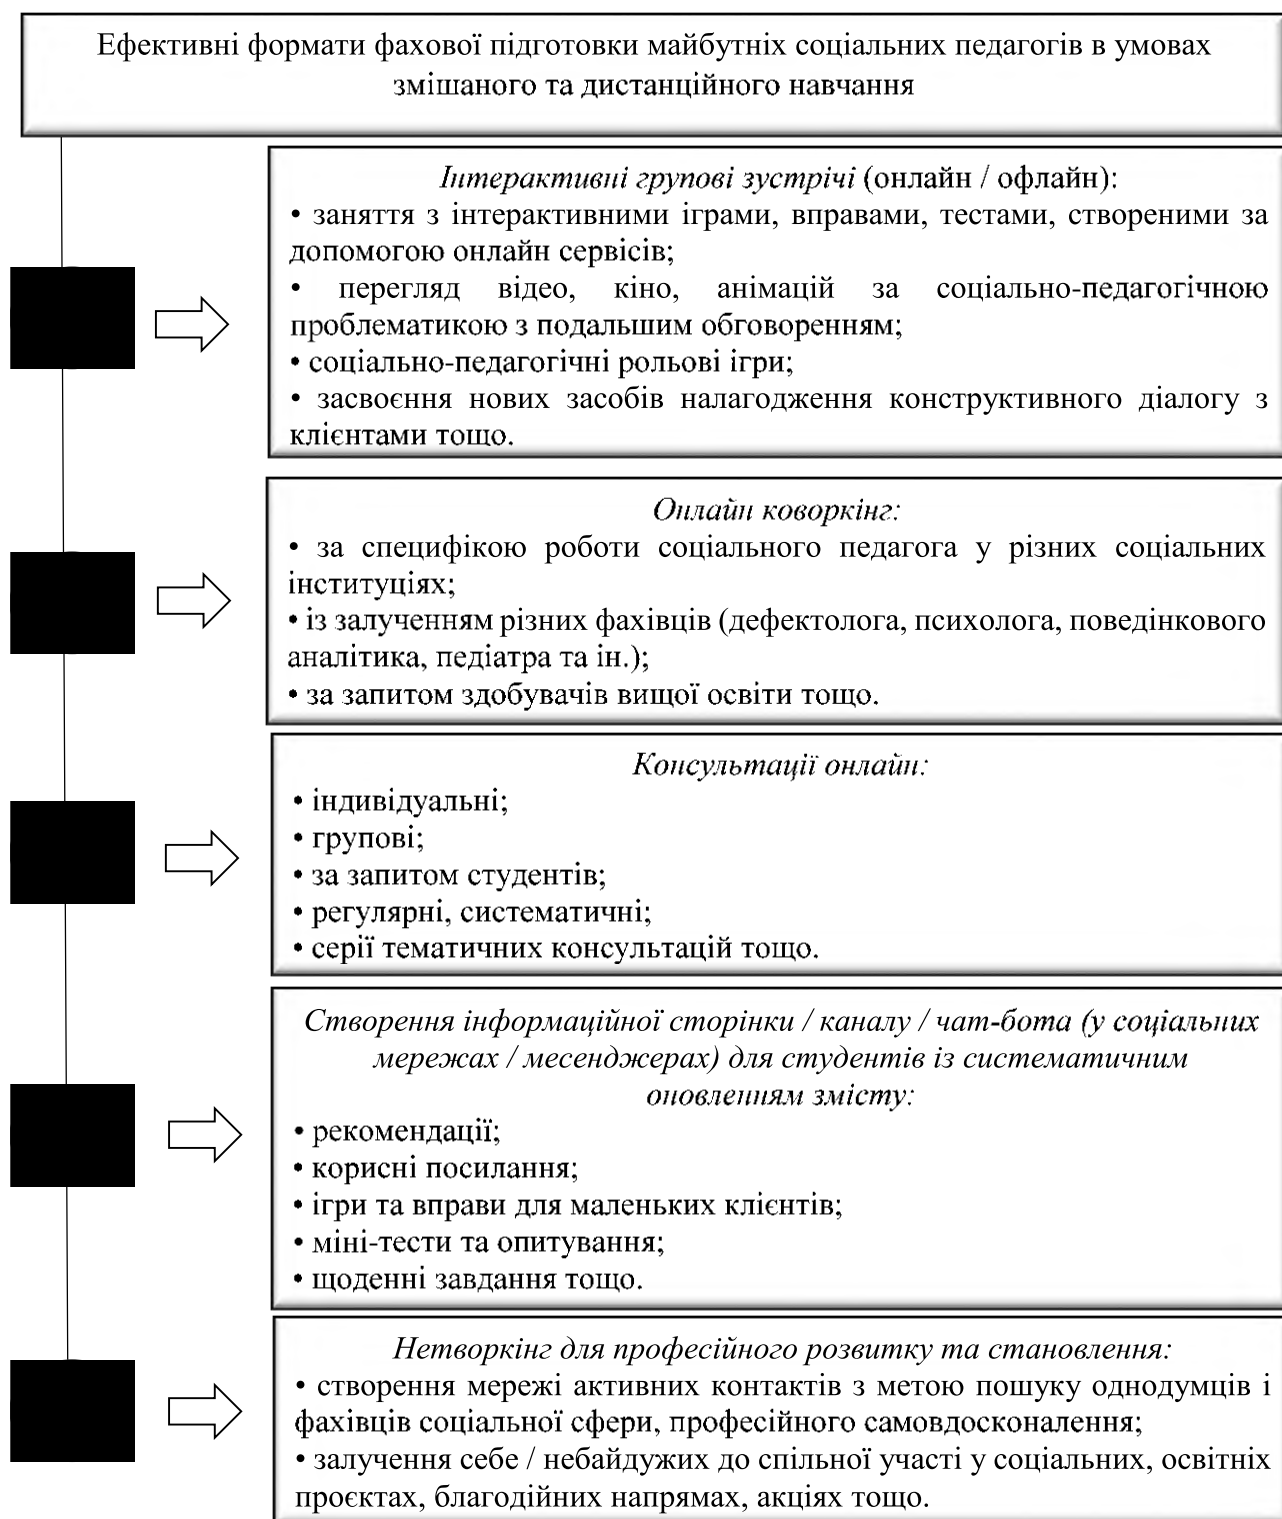 Ефективні формати фахової підготовки майбутніх соціальних педагогів в умовах
змішаного та дистанційного навчання
Інтерактивні групові зустрічі (онлайн / офлайн):
• заняття з інтерактивними іграми, вправами, тестами, створеними за
допомогою онлайн сервісів;
• перегляд відео, кіно, анімацій за соціально-педагогічною
проблематикою з подальшим обговоренням;
• соціально-педагогічні рольові ігри;
• засвоєння нових засобів налагодження конструктивного діалогу з
клієнтами тощо.
Онлайн коворкінг:
• за специфікою роботи соціального педагога у різних соціальних
інституціях;
• із залученням різних фахівців (дефектолога, психолога, поведінкового
аналітика, педіатра та ін.);
• за запитом здобувачів вищої освіти тощо.
Консультації онлайн:
• індивідуальні;
• групові;
• за запитом студентів;
• регулярні, систематичні;
• серії тематичних консультацій тощо.
Створення інформаційної сторінки / каналу / чат-бота (у соціальних
мережах / месенджерах) для студентів із систематичним
оновленням змісту:
• рекомендації;
• корисні посилання;
• ігри та вправи для маленьких клієнтів;
• міні-тести та опитування;
• щоденні завдання тощо.
Нетворкінг для професійного розвитку та становлення:
• створення мережі активних контактів з метою пошуку однодумців і
фахівців соціальної сфери, професійного самовдосконалення;
• залучення себе / небайдужих до спільної участі у соціальних, освітніх
проєктах, благодійних напрямах, акціях тощо.